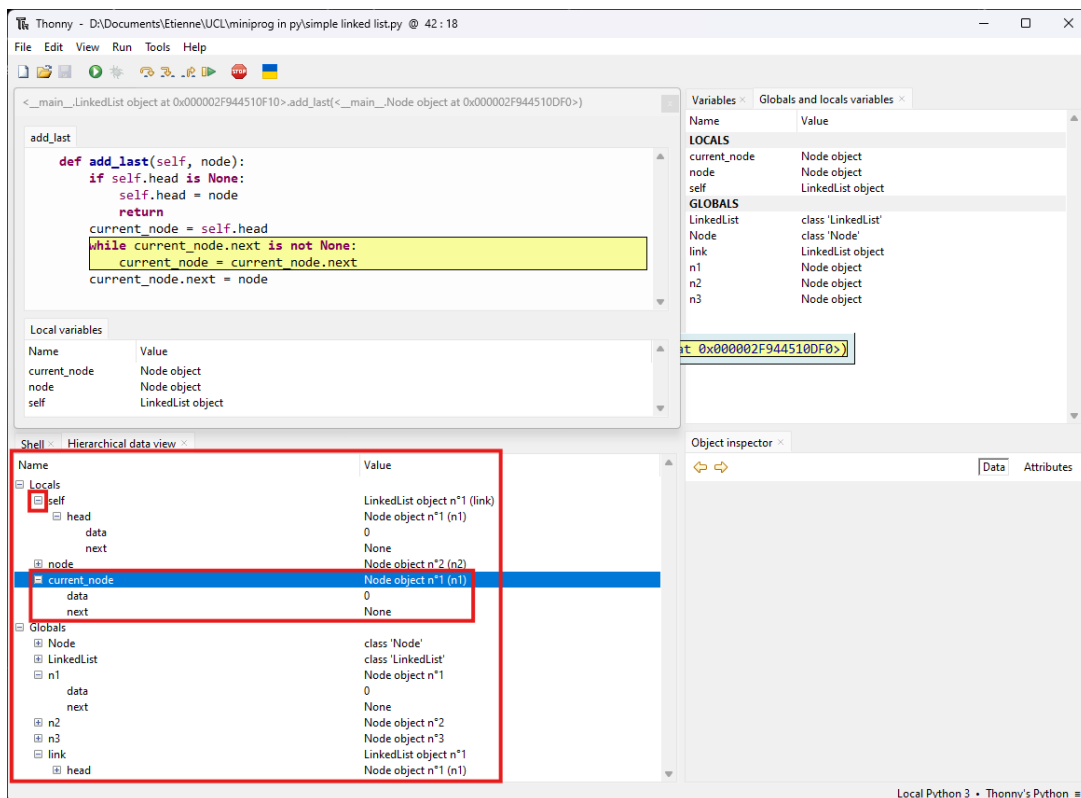 Thonny - D:\Documents\Etienne\UCL\miniprog in py\simple linked list.py @ 42 : 18
File Edit View Run Tools Help
STOP
<__main__.LinkedList object at 0x000002F944510F10>.add_last(<__main__.Node object at 0x000002F944510DF0>)
add_last
def add_last(self, node):
if self.head is None:
self.head = node
return
current_node = self.head
while current_node.next is not None:
current_node = current_node.next
current_node.next = node
Local variables
Name Value
current_node Node object
node Node object
self LinkedList object
Variables Globals and locals variables
Name Value
LOCALS
current_node Node object
node Node object
self LinkedList object
GLOBALS
LinkedList class 'LinkedList'
Node class 'Node'
link LinkedList object
n1 Node object
n2 Node object
n3 Node object
at 0x000002F944510DF0>)
Shell Hierarchical data view
Name Value
Locals
self LinkedList object n°1 (link)
head Node object n°1 (n1)
data 0
next None
node Node object n°2 (n2)
current_node Node object n°1 (n1)
data 0
next None
Globals
Node class 'Node'
LinkedList class 'LinkedList'
n1 Node object n°1
data 0
next None
n2 Node object n°2
n3 Node object n°3
link LinkedList object n°1
head Node object n°1 (n1)
Object inspector
Data Attributes
Local Python 3 • Thonny's Python ≡